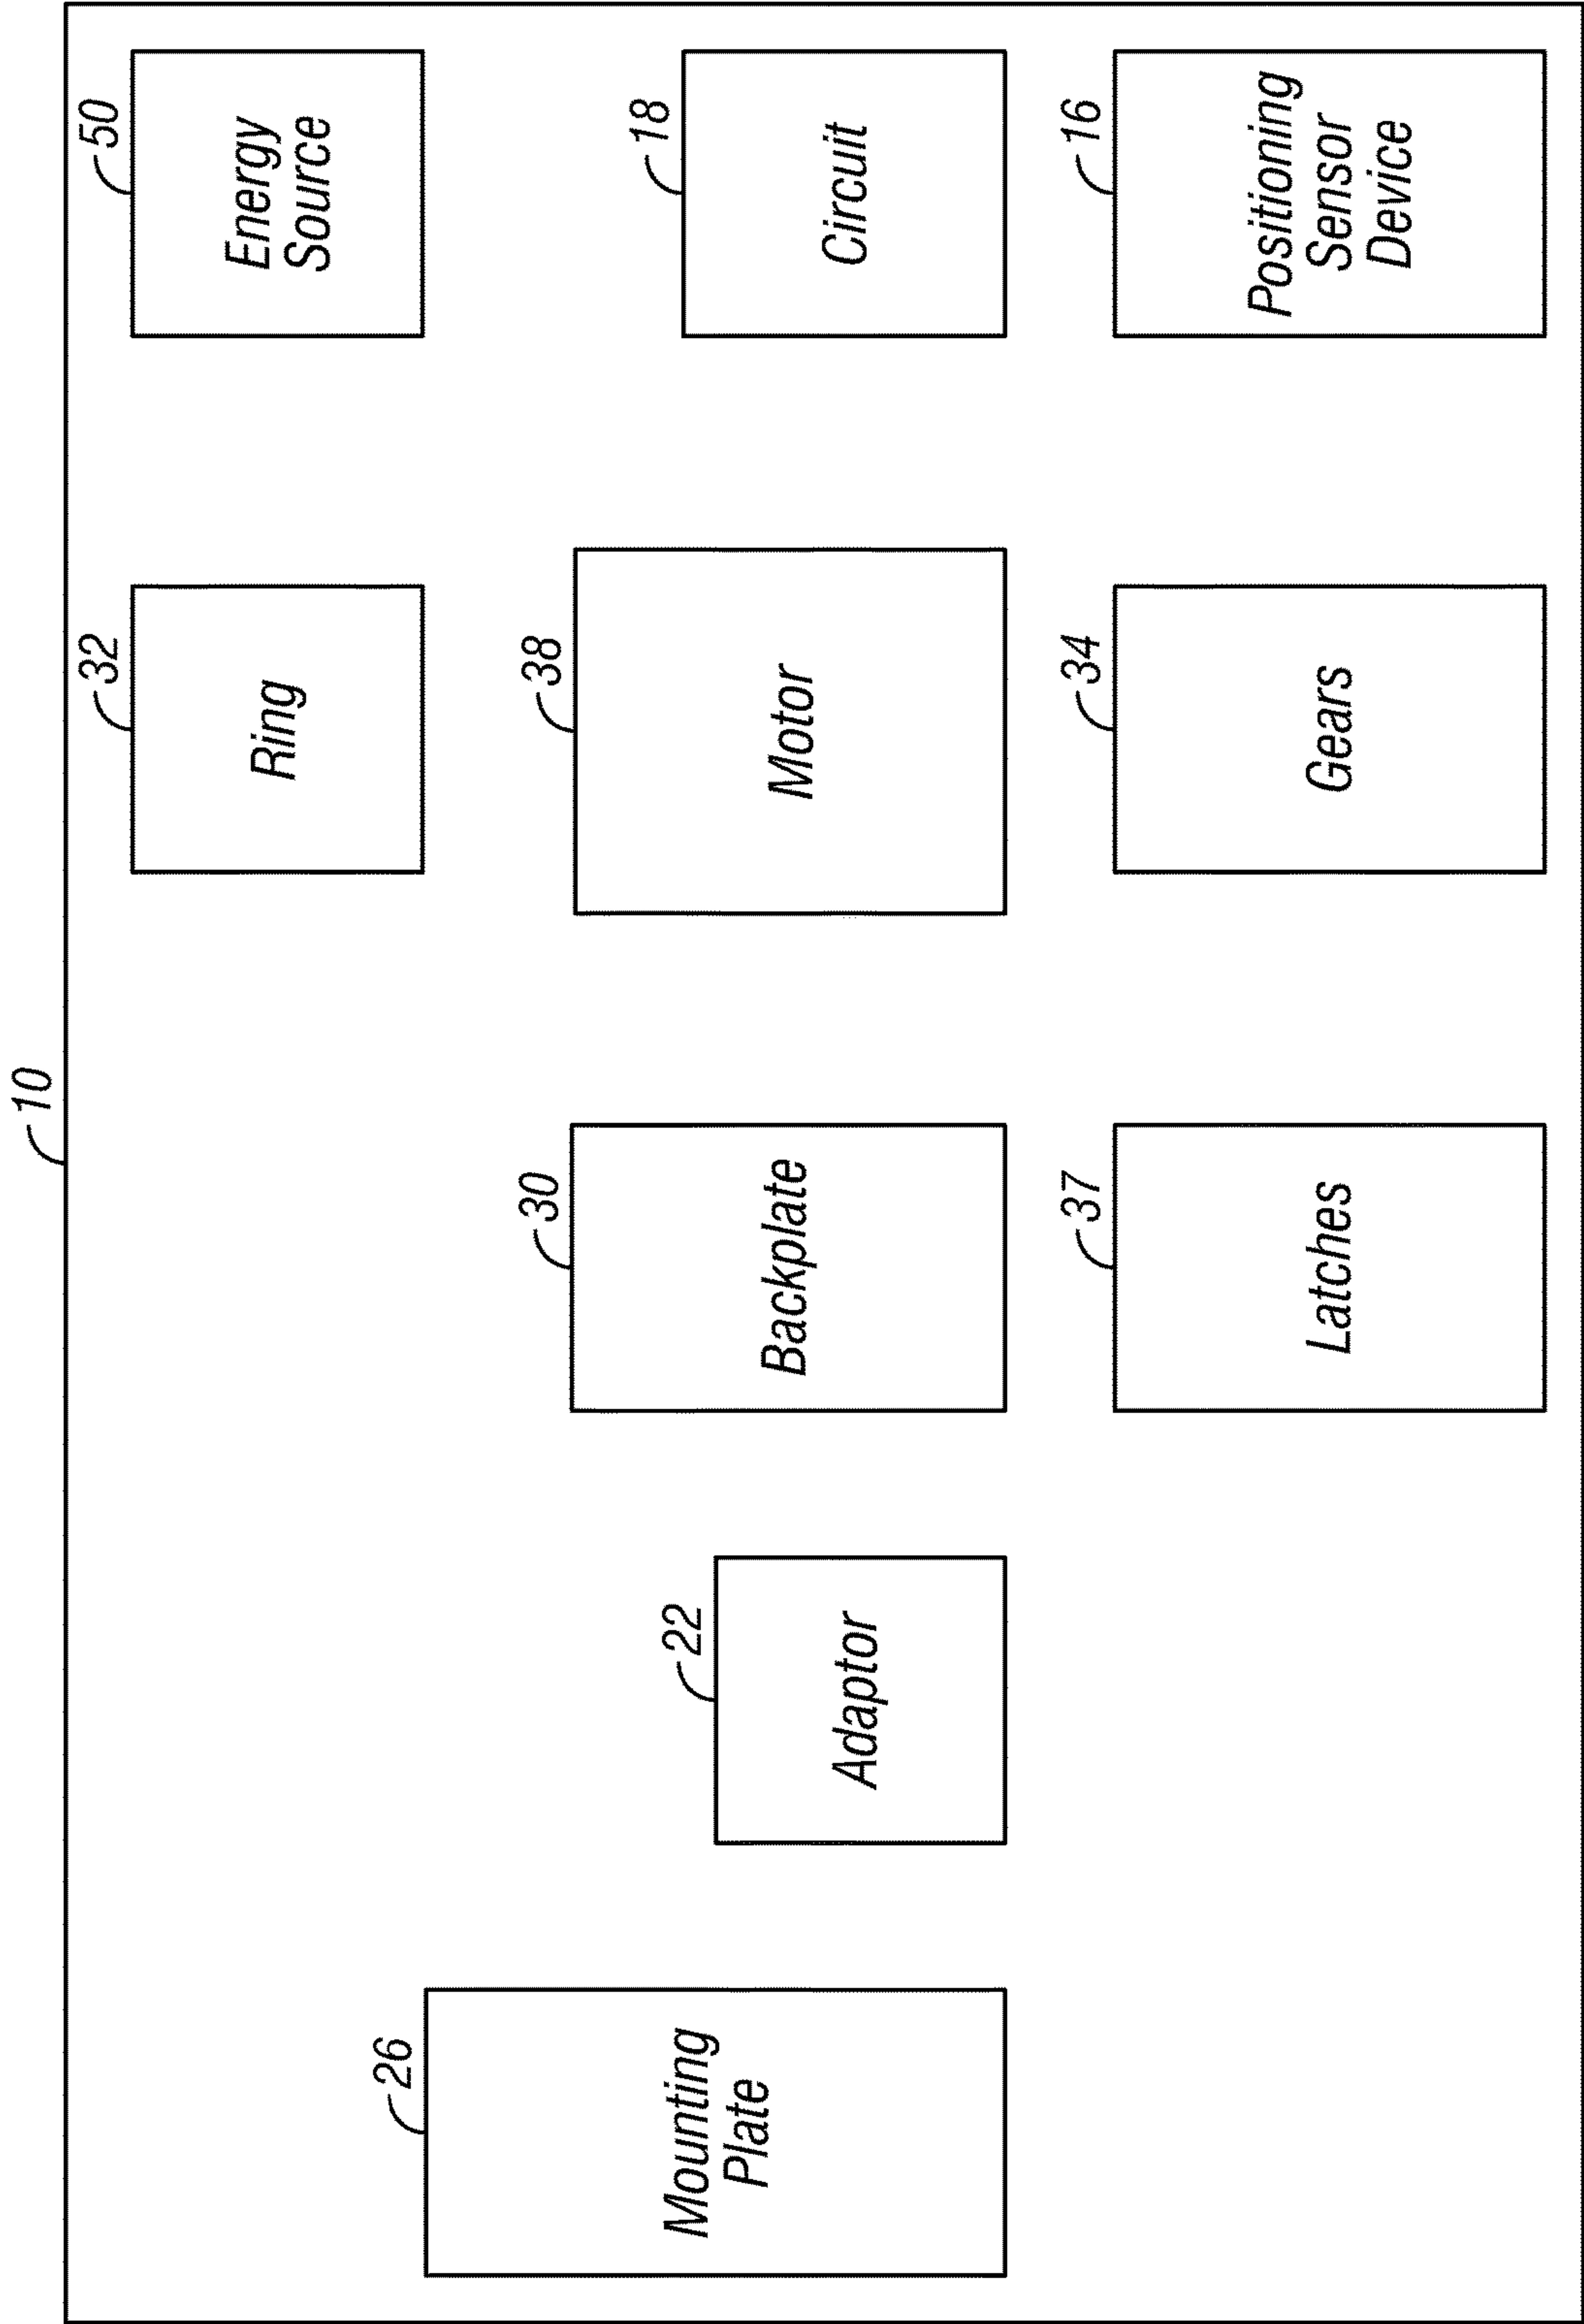 10
32
Ring
50
Energy
Source
26
Mounting
Plate
22
Adaptor
30
Backplate
38
Motor
18
Circuit
37
Latches
34
Gears
16
Positioning
Sensor
Device